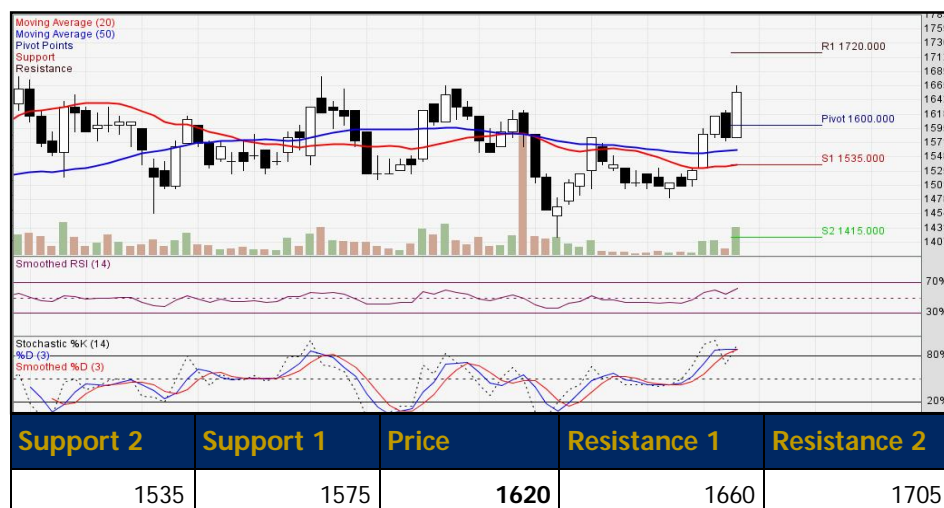 Moving Average (20)
Moving Average (50)
Pivot Points
Support
Resistance
R1 1720.000
Pivot 1600.000
S1 1535.000
S2 1415.000
Smoothed RSI (14)
70%
30%
Stochastic %K (14)
%D (3)
Smoothed %D (3)
80%
20%
Support 2 Support 1 Price Resistance 1 Resistance 2
1535 1575 1620 1660 1705